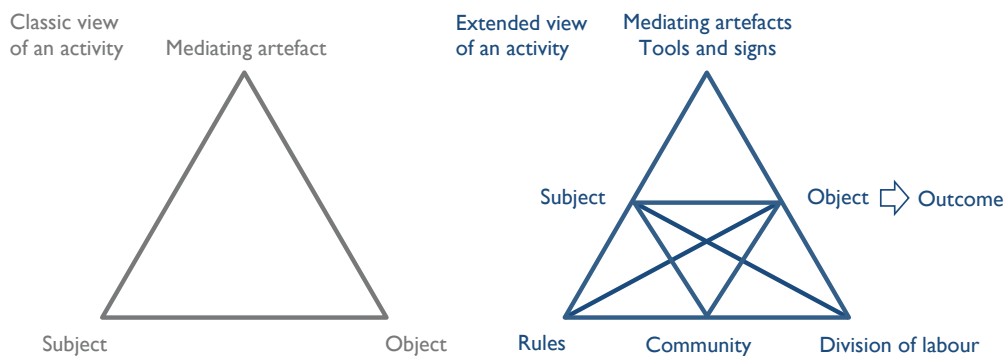 Classic view
of an activity
Mediating artefact
Subject
Object
Extended view
of an activity
Mediating artefacts
Tools and signs
Subject
Object
Outcome
Rules
Community
Division of labour